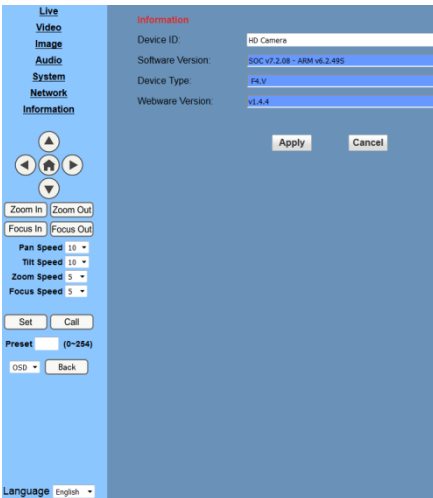 Live
Video
Image
Audio
System
Network
Information
Zoom In Zoom Out
Focus In Focus Out
Pan Speed 10
Tilt Speed 10
Zoom Speed 5
Focus Speed 5
Set Call
Preset (0~254)
OSD Back
Language English
Information
Device ID: HD Camera
Software Version: SOC v7.2.08 - ARM v6.2.49S
Device Type: F4.V
Webware Version: v1.4.4
Apply Cancel